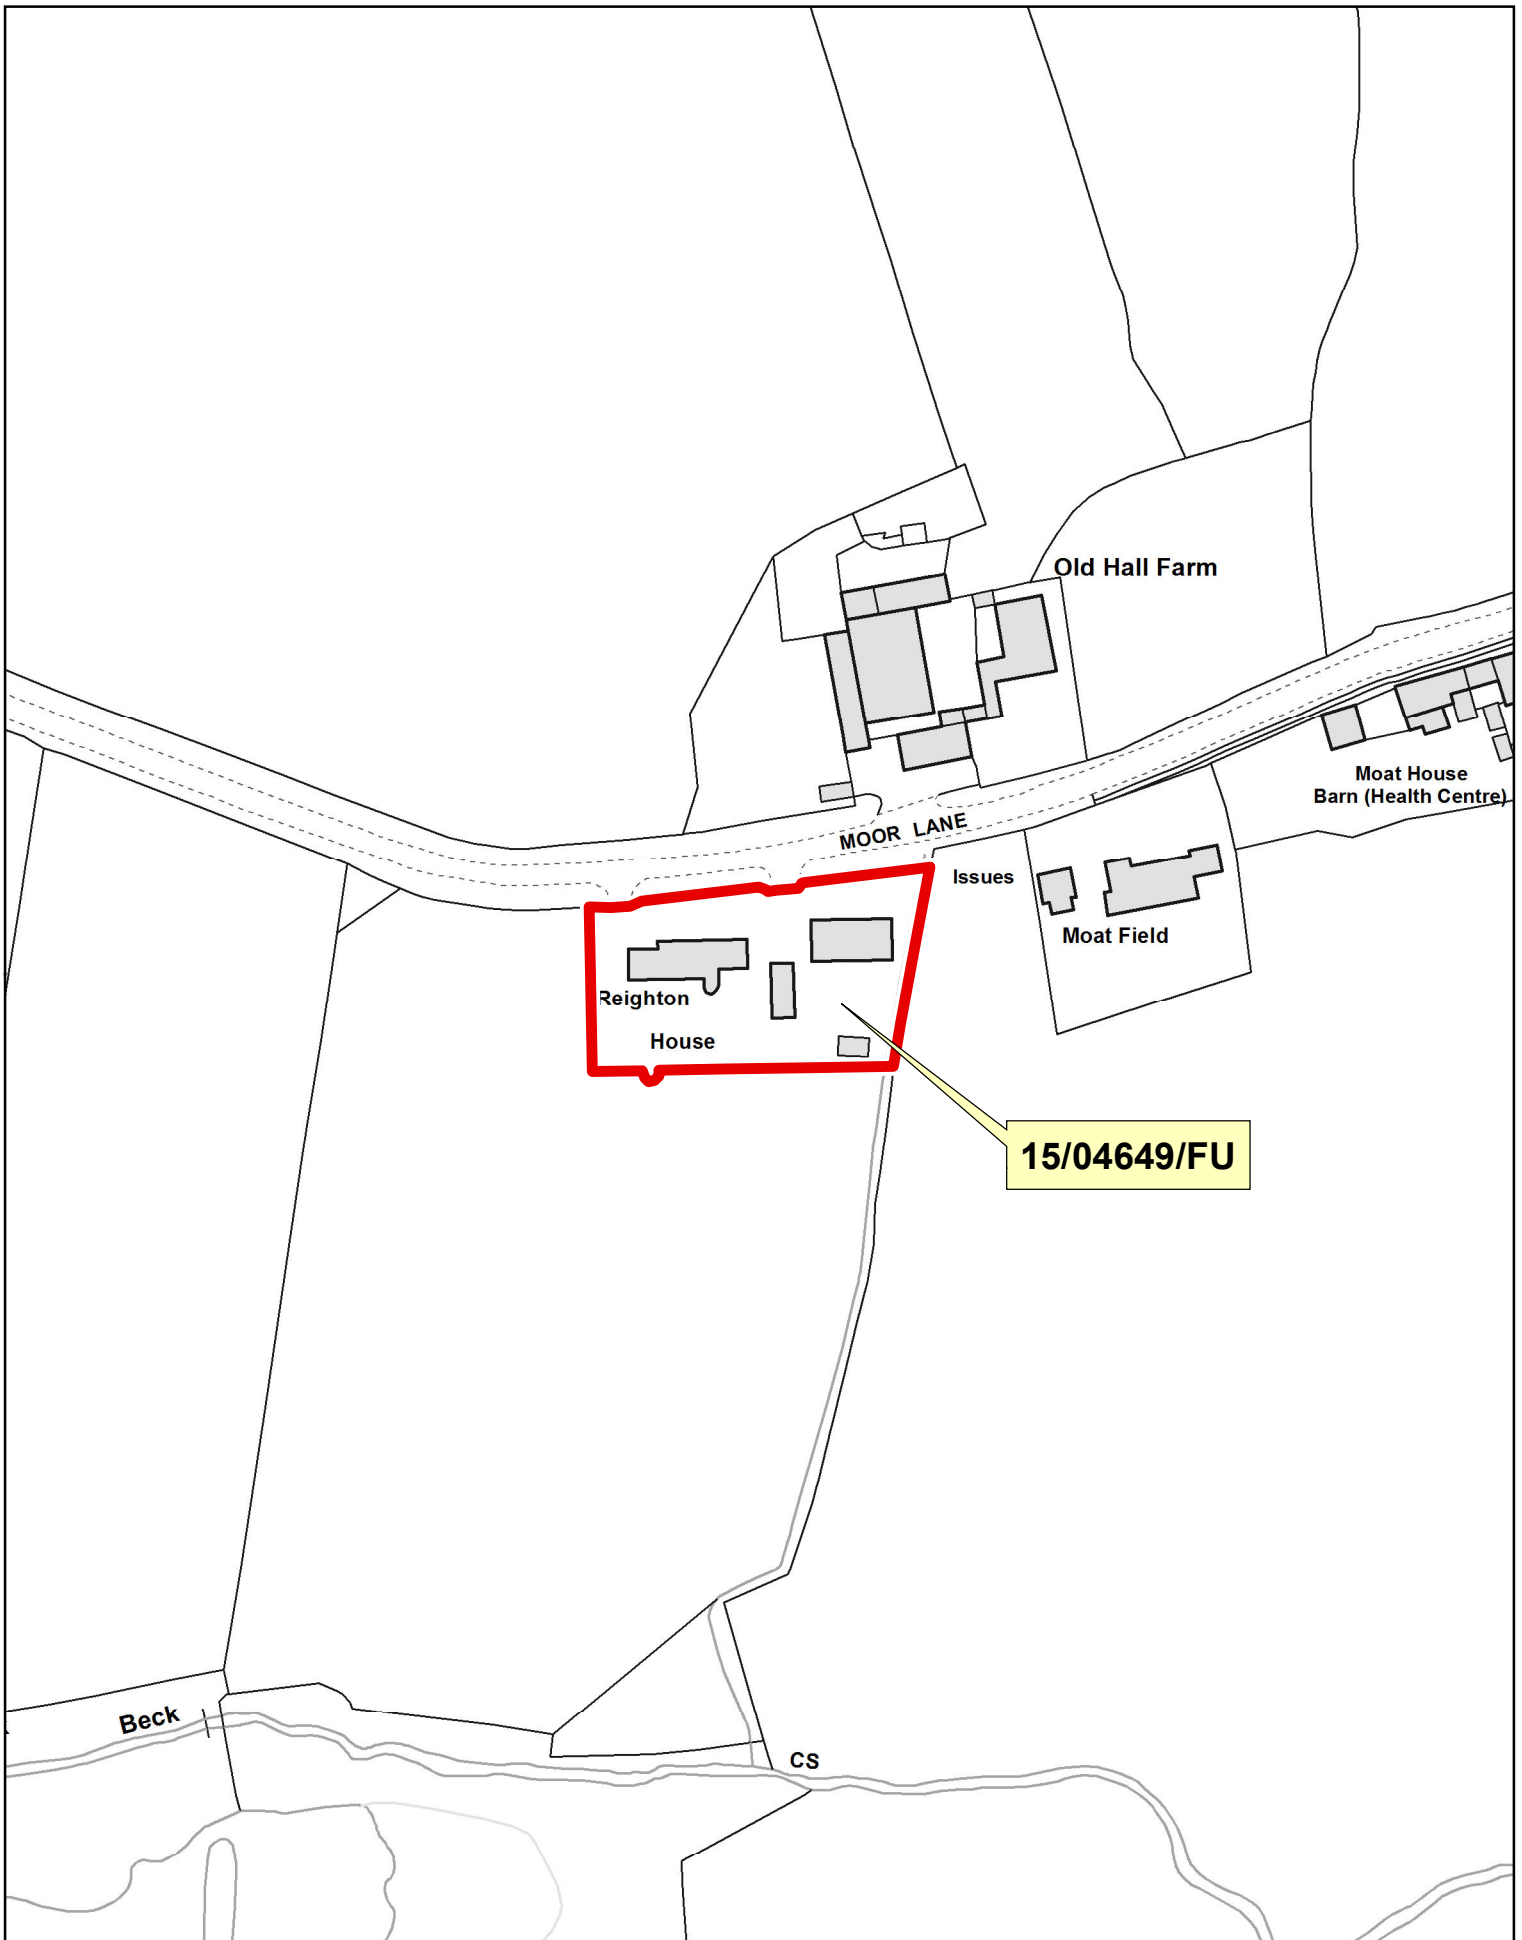 Old Hall Farm
Moat House
Barn (Health Centre)
MOOR LANE
Issues
Moat Field
Reighton
House
15/04649/FU
Beck
CS